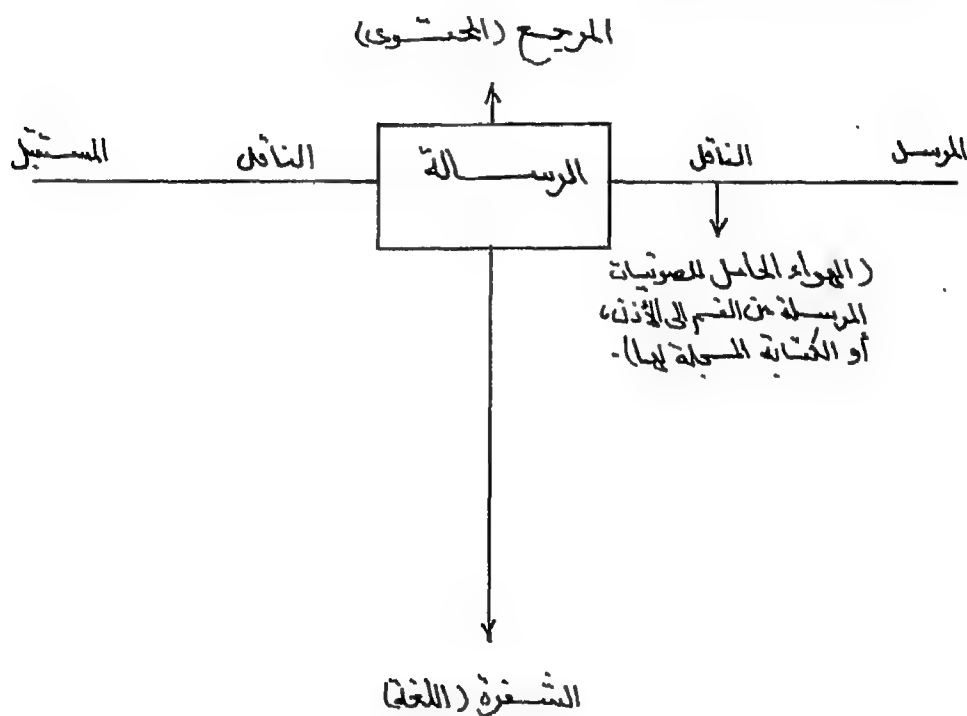 المرجع (المحتوى)
المرسل
الناقل
الرسالة
الناقل
المستقبل
(الهواء الحامل للصوتيات
المرسلة من الفم الى الأذن،
أو الكتابة المسجلة لها).
الشفرة (اللغة)